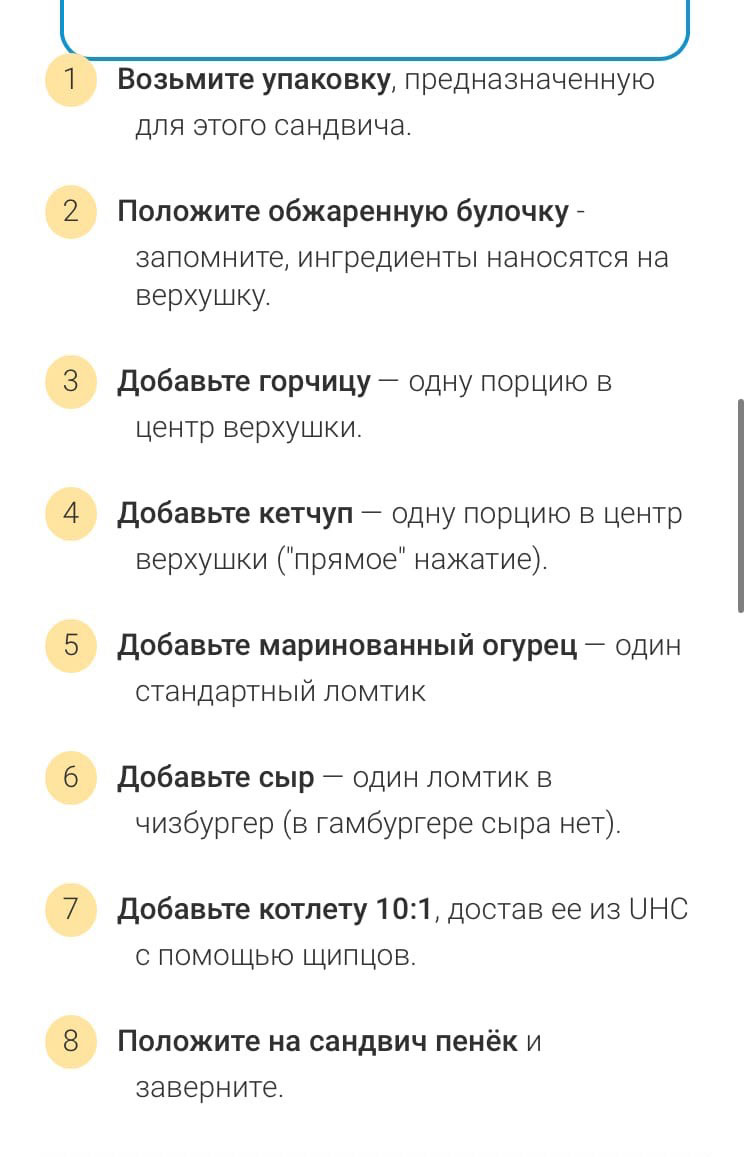 1 Возьмите упаковку, предназначенную
для этого сандвича.
2 Положите обжаренную булочку -
запомните, ингредиенты наносятся на
верхушку.
3 Добавьте горчицу — одну порцию в
центр верхушки.
4 Добавьте кетчуп — одну порцию в центр
верхушки ("прямое" нажатие).
5 Добавьте маринованный огурец — один
стандартный ломтик
6 Добавьте сыр — один ломтик в
чизбургер (в гамбургере сыра нет).
7 Добавьте котлету 10:1, достав ее из UHC
с помощью щипцов.
8 Положите на сандвич пенёк и
заверните.